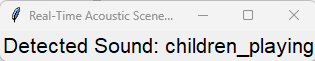 Real-Time Acoustic Scene...
Detected Sound: children_playing